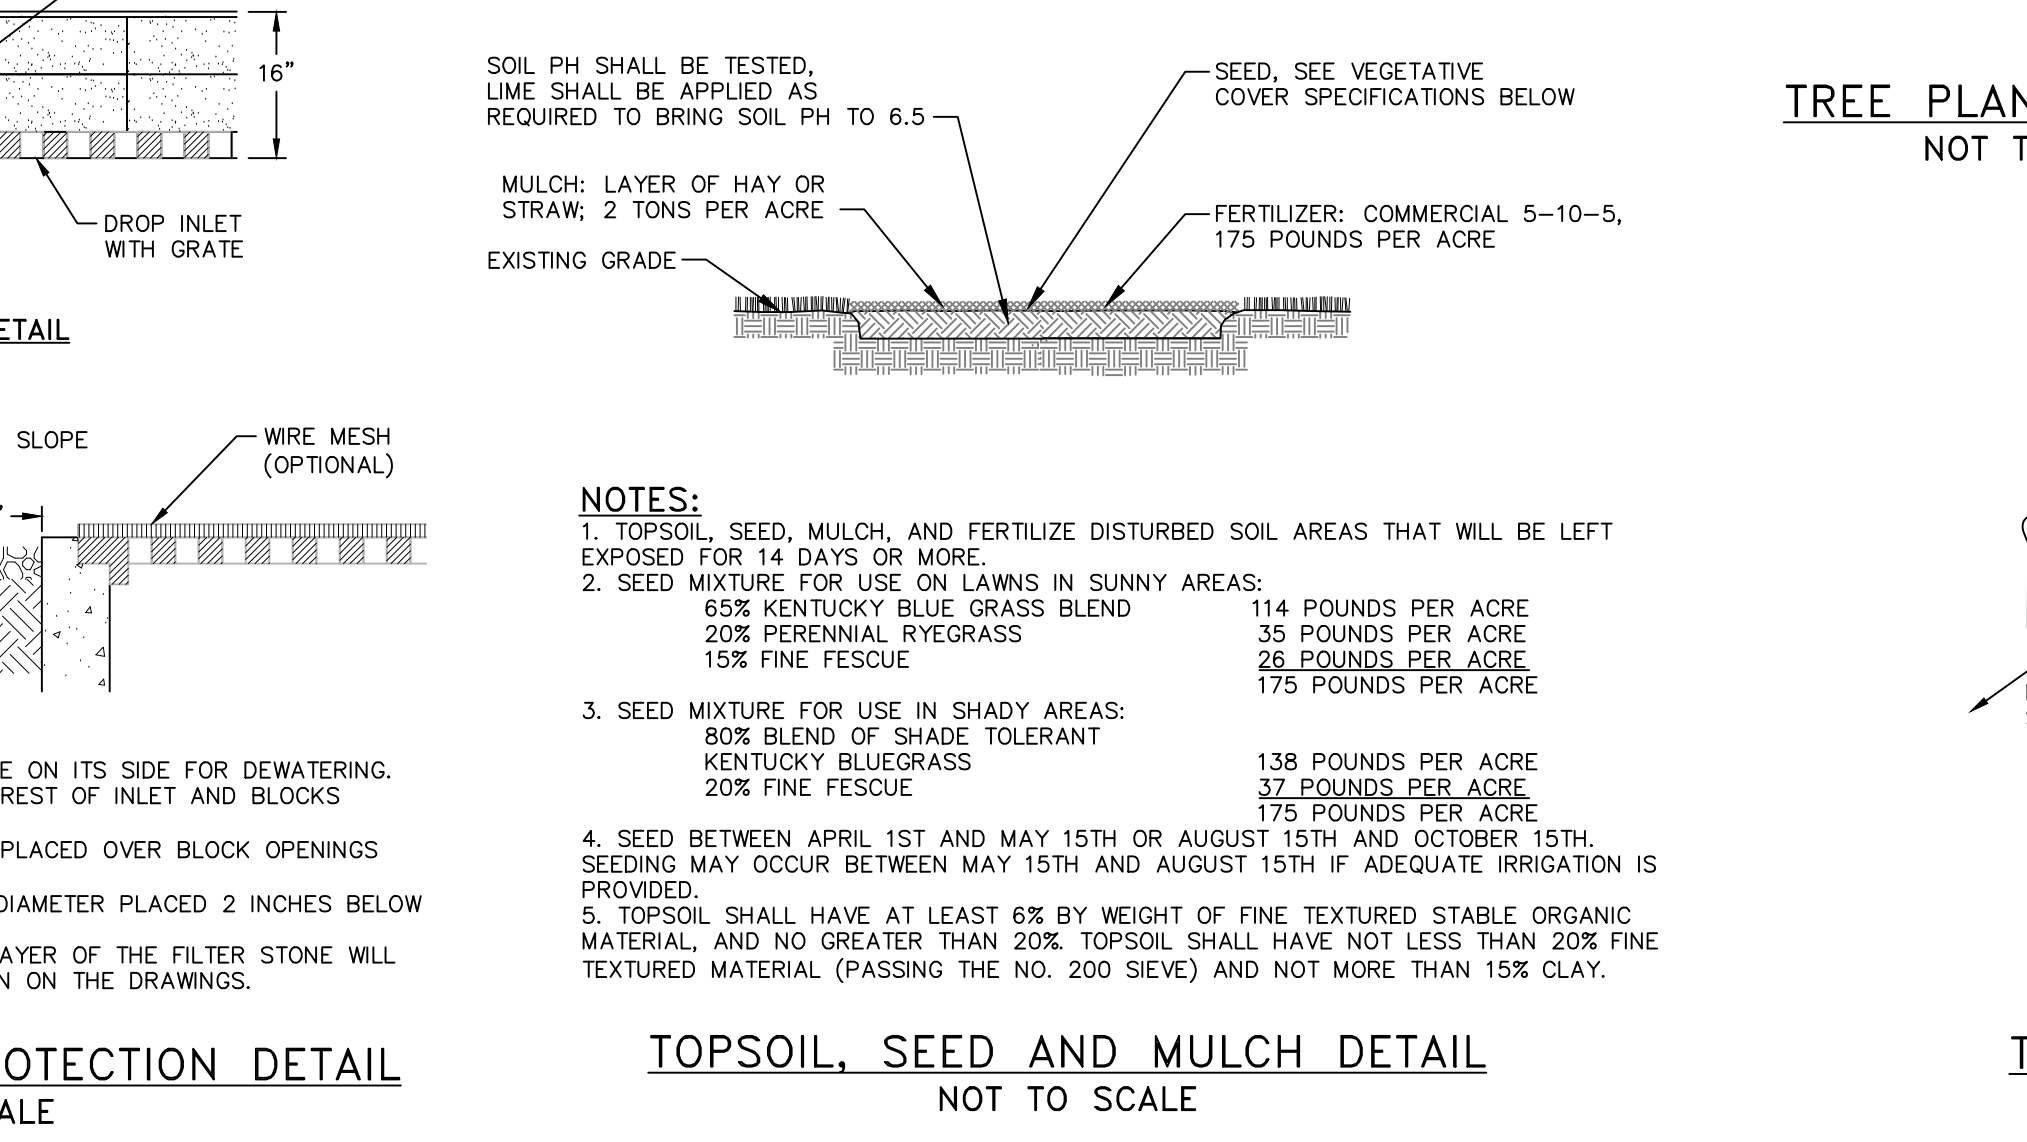 16"
DROP INLET
WITH GRATE
ETAIL
SLOPE
WIRE MESH
(OPTIONAL)
E ON ITS SIDE FOR DEWATERING.
REST OF INLET AND BLOCKS
PLACED OVER BLOCK OPENINGS
DIAMETER PLACED 2 INCHES BELOW
AYER OF THE FILTER STONE WILL
N ON THE DRAWINGS.
OTECTION DETAIL
ALE
SOIL PH SHALL BE TESTED,
LIME SHALL BE APPLIED AS
REQUIRED TO BRING SOIL PH TO 6.5
MULCH: LAYER OF HAY OR
STRAW; 2 TONS PER ACRE
EXISTING GRADE
SEED, SEE VEGETATIVE
COVER SPECIFICATIONS BELOW
FERTILIZER: COMMERCIAL 5-10-5,
175 POUNDS PER ACRE
NOTES:
1. TOPSOIL, SEED, MULCH, AND FERTILIZE DISTURBED SOIL AREAS THAT WILL BE LEFT
EXPOSED FOR 14 DAYS OR MORE.
2. SEED MIXTURE FOR USE ON LAWNS IN SUNNY AREAS:
65% KENTUCKY BLUE GRASS BLEND 114 POUNDS PER ACRE
20% PERENNIAL RYEGRASS 35 POUNDS PER ACRE
15% FINE FESCUE 26 POUNDS PER ACRE
175 POUNDS PER ACRE
3. SEED MIXTURE FOR USE IN SHADY AREAS:
80% BLEND OF SHADE TOLERANT
KENTUCKY BLUEGRASS 138 POUNDS PER ACRE
20% FINE FESCUE 37 POUNDS PER ACRE
175 POUNDS PER ACRE
4. SEED BETWEEN APRIL 1ST AND MAY 15TH OR AUGUST 15TH AND OCTOBER 15TH.
SEEDING MAY OCCUR BETWEEN MAY 15TH AND AUGUST 15TH IF ADEQUATE IRRIGATION IS
PROVIDED.
5. TOPSOIL SHALL HAVE AT LEAST 6% BY WEIGHT OF FINE TEXTURED STABLE ORGANIC
MATERIAL, AND NO GREATER THAN 20%. TOPSOIL SHALL HAVE NOT LESS THAN 20% FINE
TEXTURED MATERIAL (PASSING THE NO. 200 SIEVE) AND NOT MORE THAN 15% CLAY.
TOPSOIL, SEED AND MULCH DETAIL
NOT TO SCALE
TREE PLAN
NOT T
T